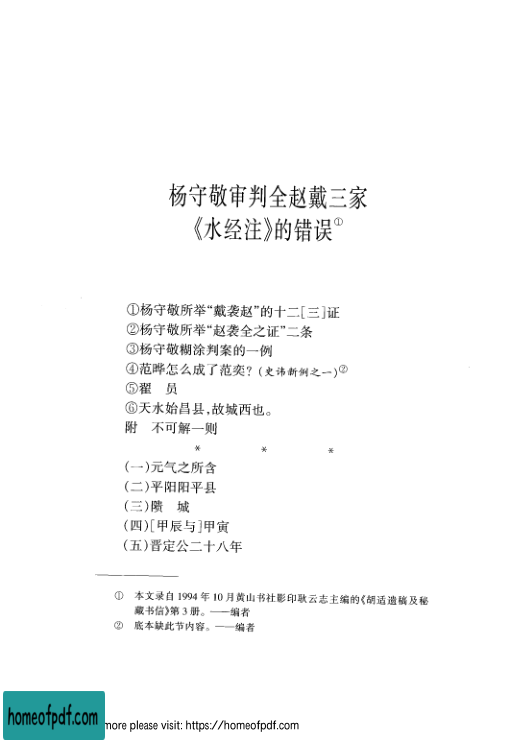 杨守敬审判全赵戴三家
《水经注》的错误①
①杨守敬所举“戴袭赵”的十二[三]证
②杨守敬所举“赵袭全之证”二条
③杨守敬糊涂判案的一例
④范晔怎么成了范奕？(史讳新例之一)②
⑤翟　员
⑥天水始昌县,故城西也。
附　不可解一则
*　*　*
(一)元气之所含
(二)平阳阳平县
(三)隤　城
(四)[甲辰与]甲寅
(五)晋定公二十八年
①　本文录自1994年10月黄山书社影印耿云志主编的《胡适遗稿及秘
藏书信》第3册。——编者
②　底本缺此节内容。——编者
homeofpdf.com
more please visit: https://homeofpdf.com